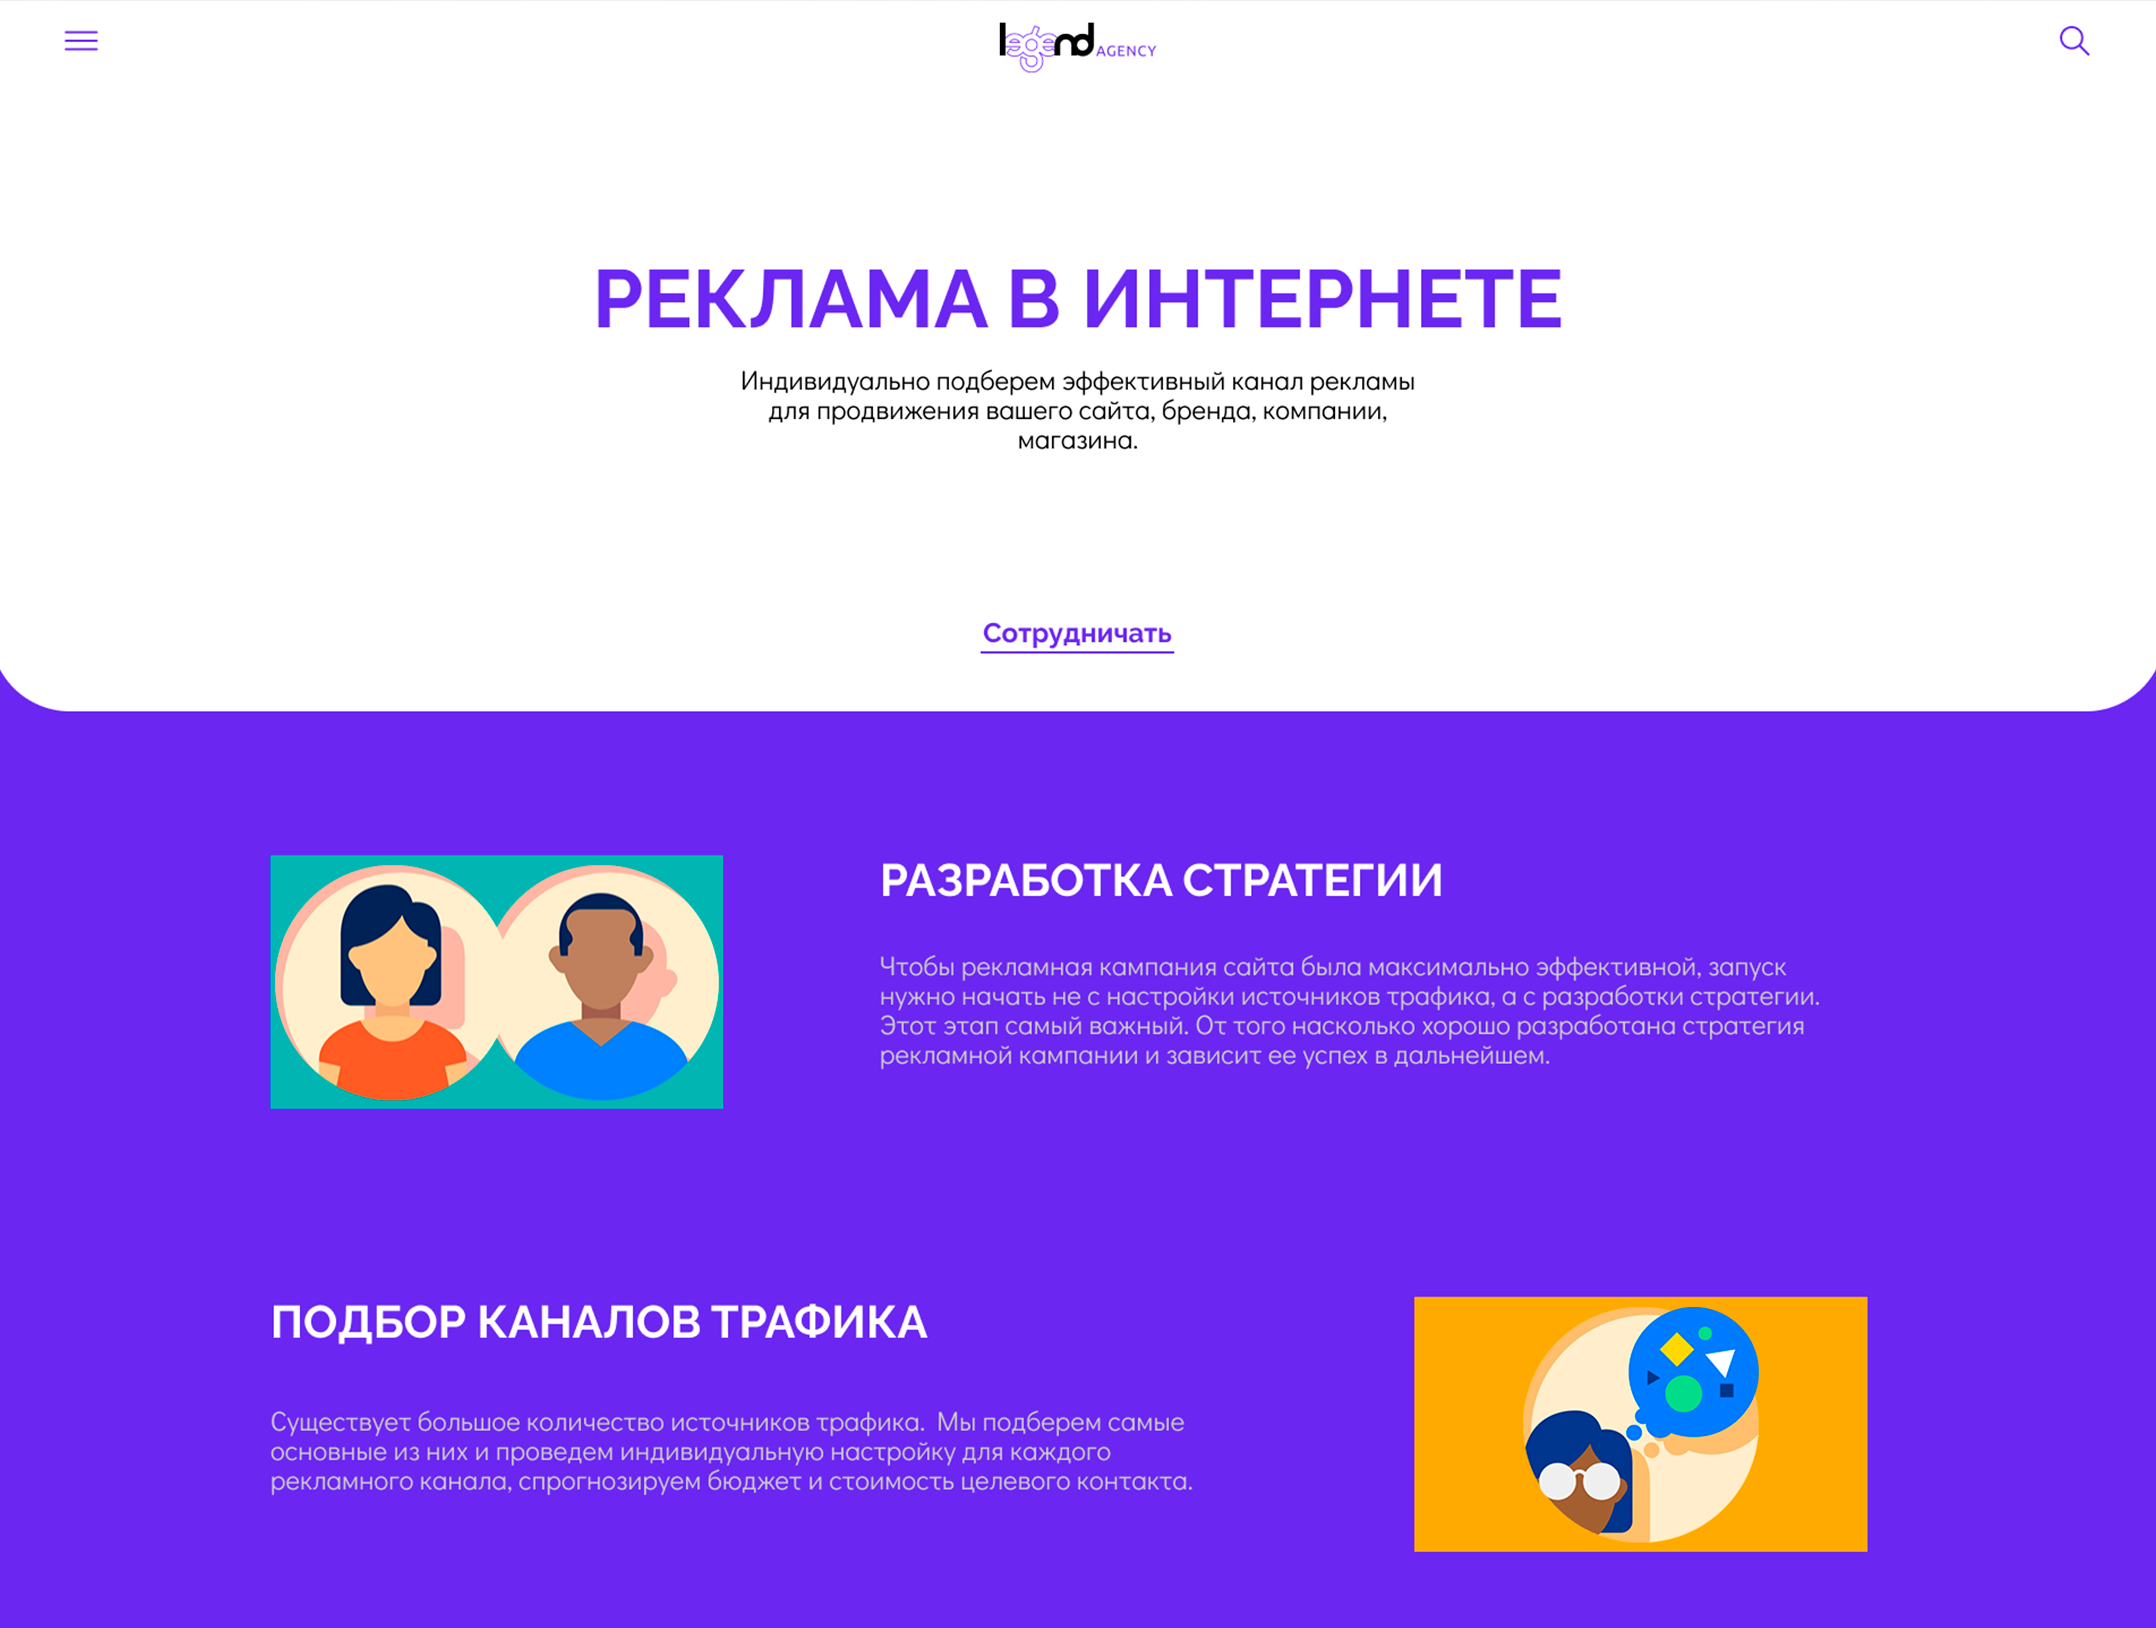 legend AGENCY
РЕКЛАМА В ИНТЕРНЕТЕ
Индивидуально подберем эффективный канал рекламы
для продвижения вашего сайта, бренда, компании,
магазина.
Сотрудничать
РАЗРАБОТКА СТРАТЕГИИ
Чтобы рекламная кампания сайта была максимально эффективной, запуск
нужно начать не с настройки источников трафика, а с разработки стратегии.
Этот этап самый важный. От того насколько хорошо разработана стратегия
рекламной кампании и зависит ее успех в дальнейшем.
ПОДБОР КАНАЛОВ ТРАФИКА
Существует большое количество источников трафика.  Мы подберем самые
основные из них и проведем индивидуальную настройку для каждого
рекламного канала, спрогнозируем бюджет и стоимость целевого контакта.